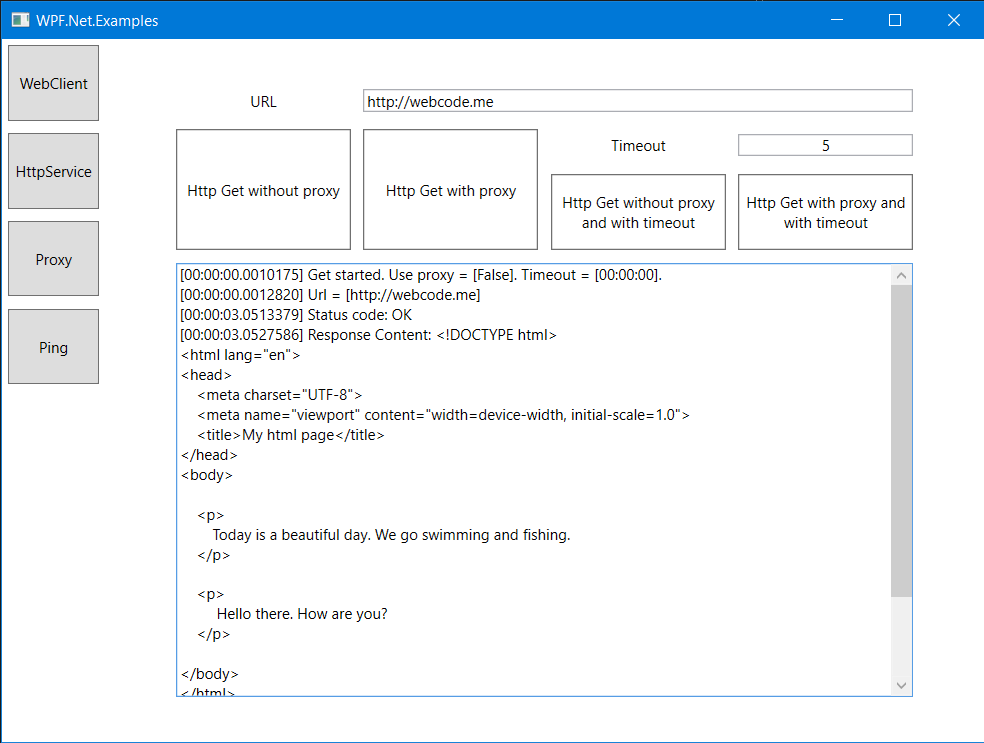 WPF.Net.Examples
WebClient
HttpService
Proxy
Ping
URL
http://webcode.me
Http Get without proxy
Http Get with proxy
Timeout
5
Http Get without proxy
and with timeout
Http Get with proxy and
with timeout
[00:00:00.0010175] Get started. Use proxy = [False]. Timeout = [00:00:00].
[00:00:00.0012820] Url = [http://webcode.me]
[00:00:03.0513379] Status code: OK
[00:00:03.0527586] Response Content: <!DOCTYPE html>
<html lang="en">
<head>
    <meta charset="UTF-8">
    <meta name="viewport" content="width=device-width, initial-scale=1.0">
    <title>My html page</title>
</head>
<body>
    <p>
        Today is a beautiful day. We go swimming and fishing.
    </p>
    <p>
         Hello there. How are you?
    </p>
</body>
</html>